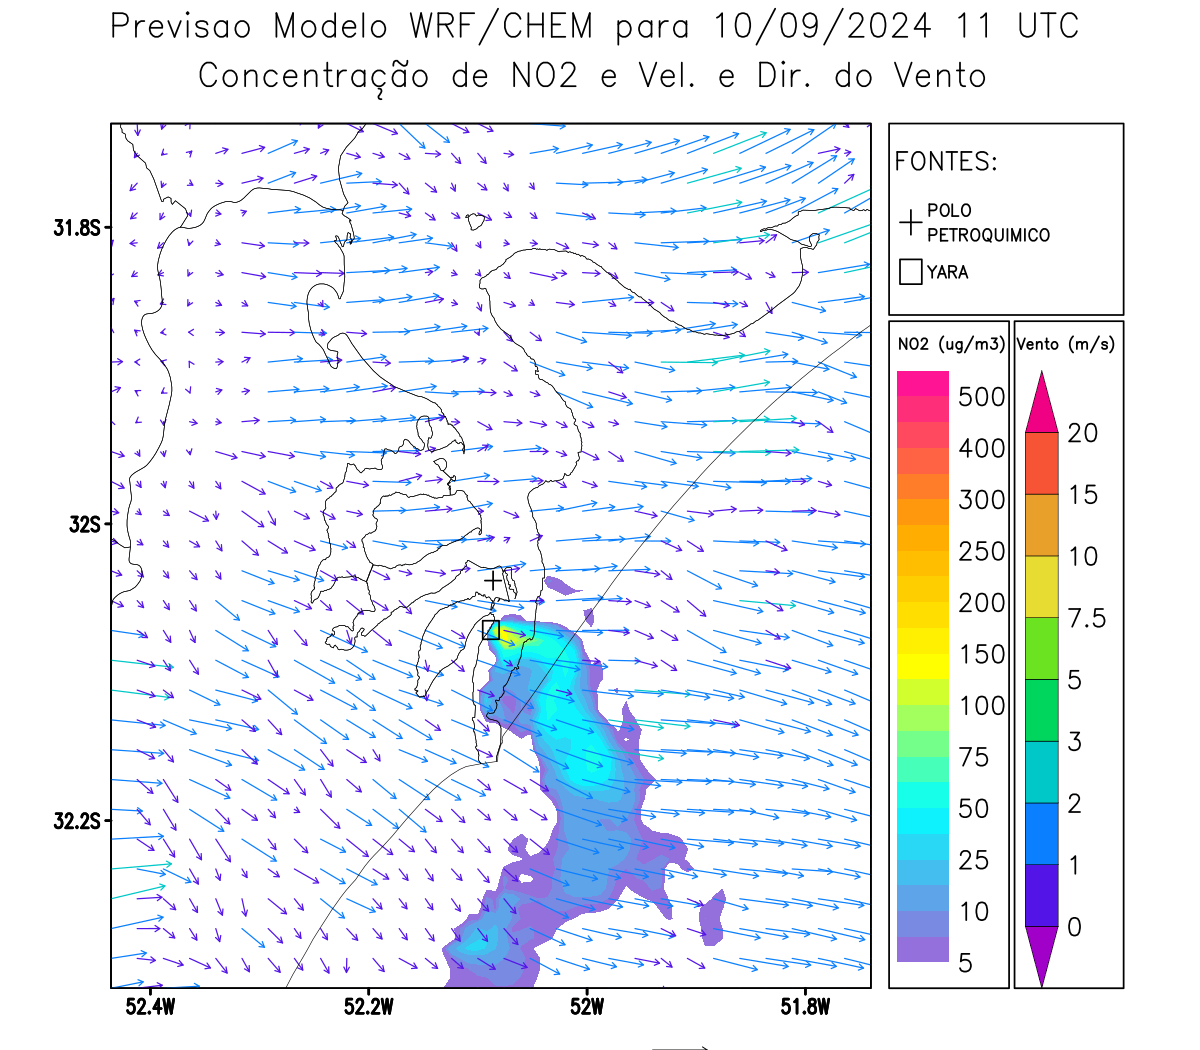 Previsao Modelo WRF/CHEM para 10/09/2024 11 UTC
Concentração de NO2 e Vel. e Dir. do Vento
FONTES:
POLO
PETROQUIMICO
YARA
NO2 (ug/m3)
500
400
300
250
200
150
100
75
50
25
10
5
Vento (m/s)
20
15
10
7.5
5
3
2
1
0
31.8S
32S
32.2S
52.4W
52.2W
52W
51.8W